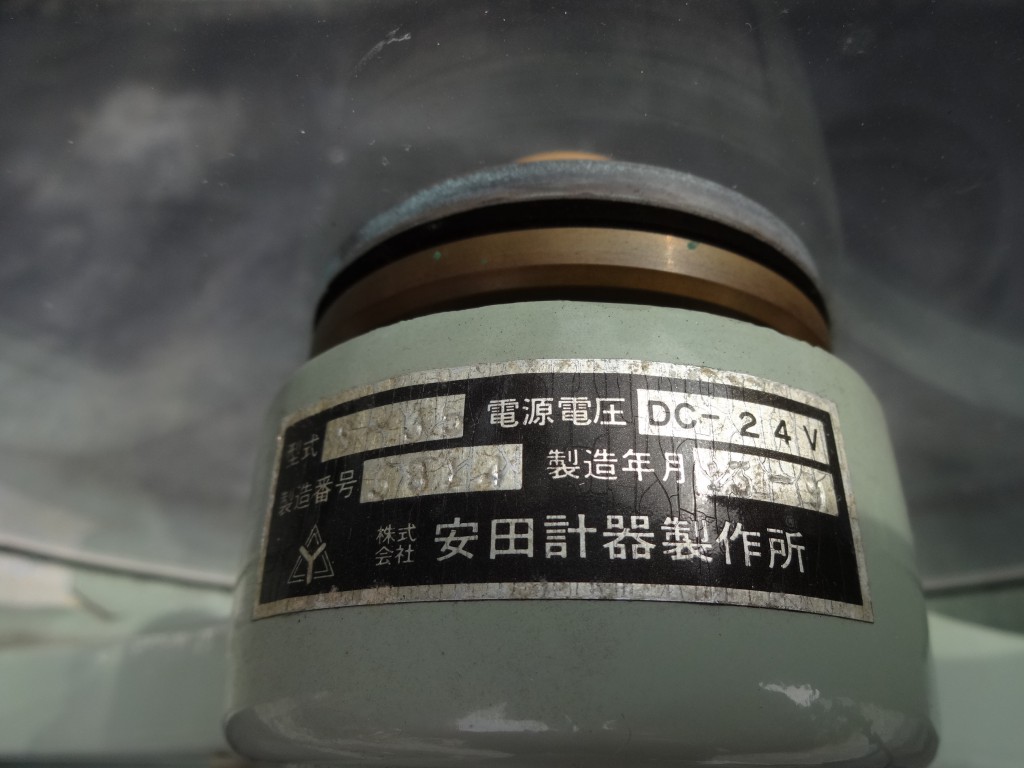 型式 電源電圧 DC-24V
製造番号 製造年月
株式会社 安田計器製作所